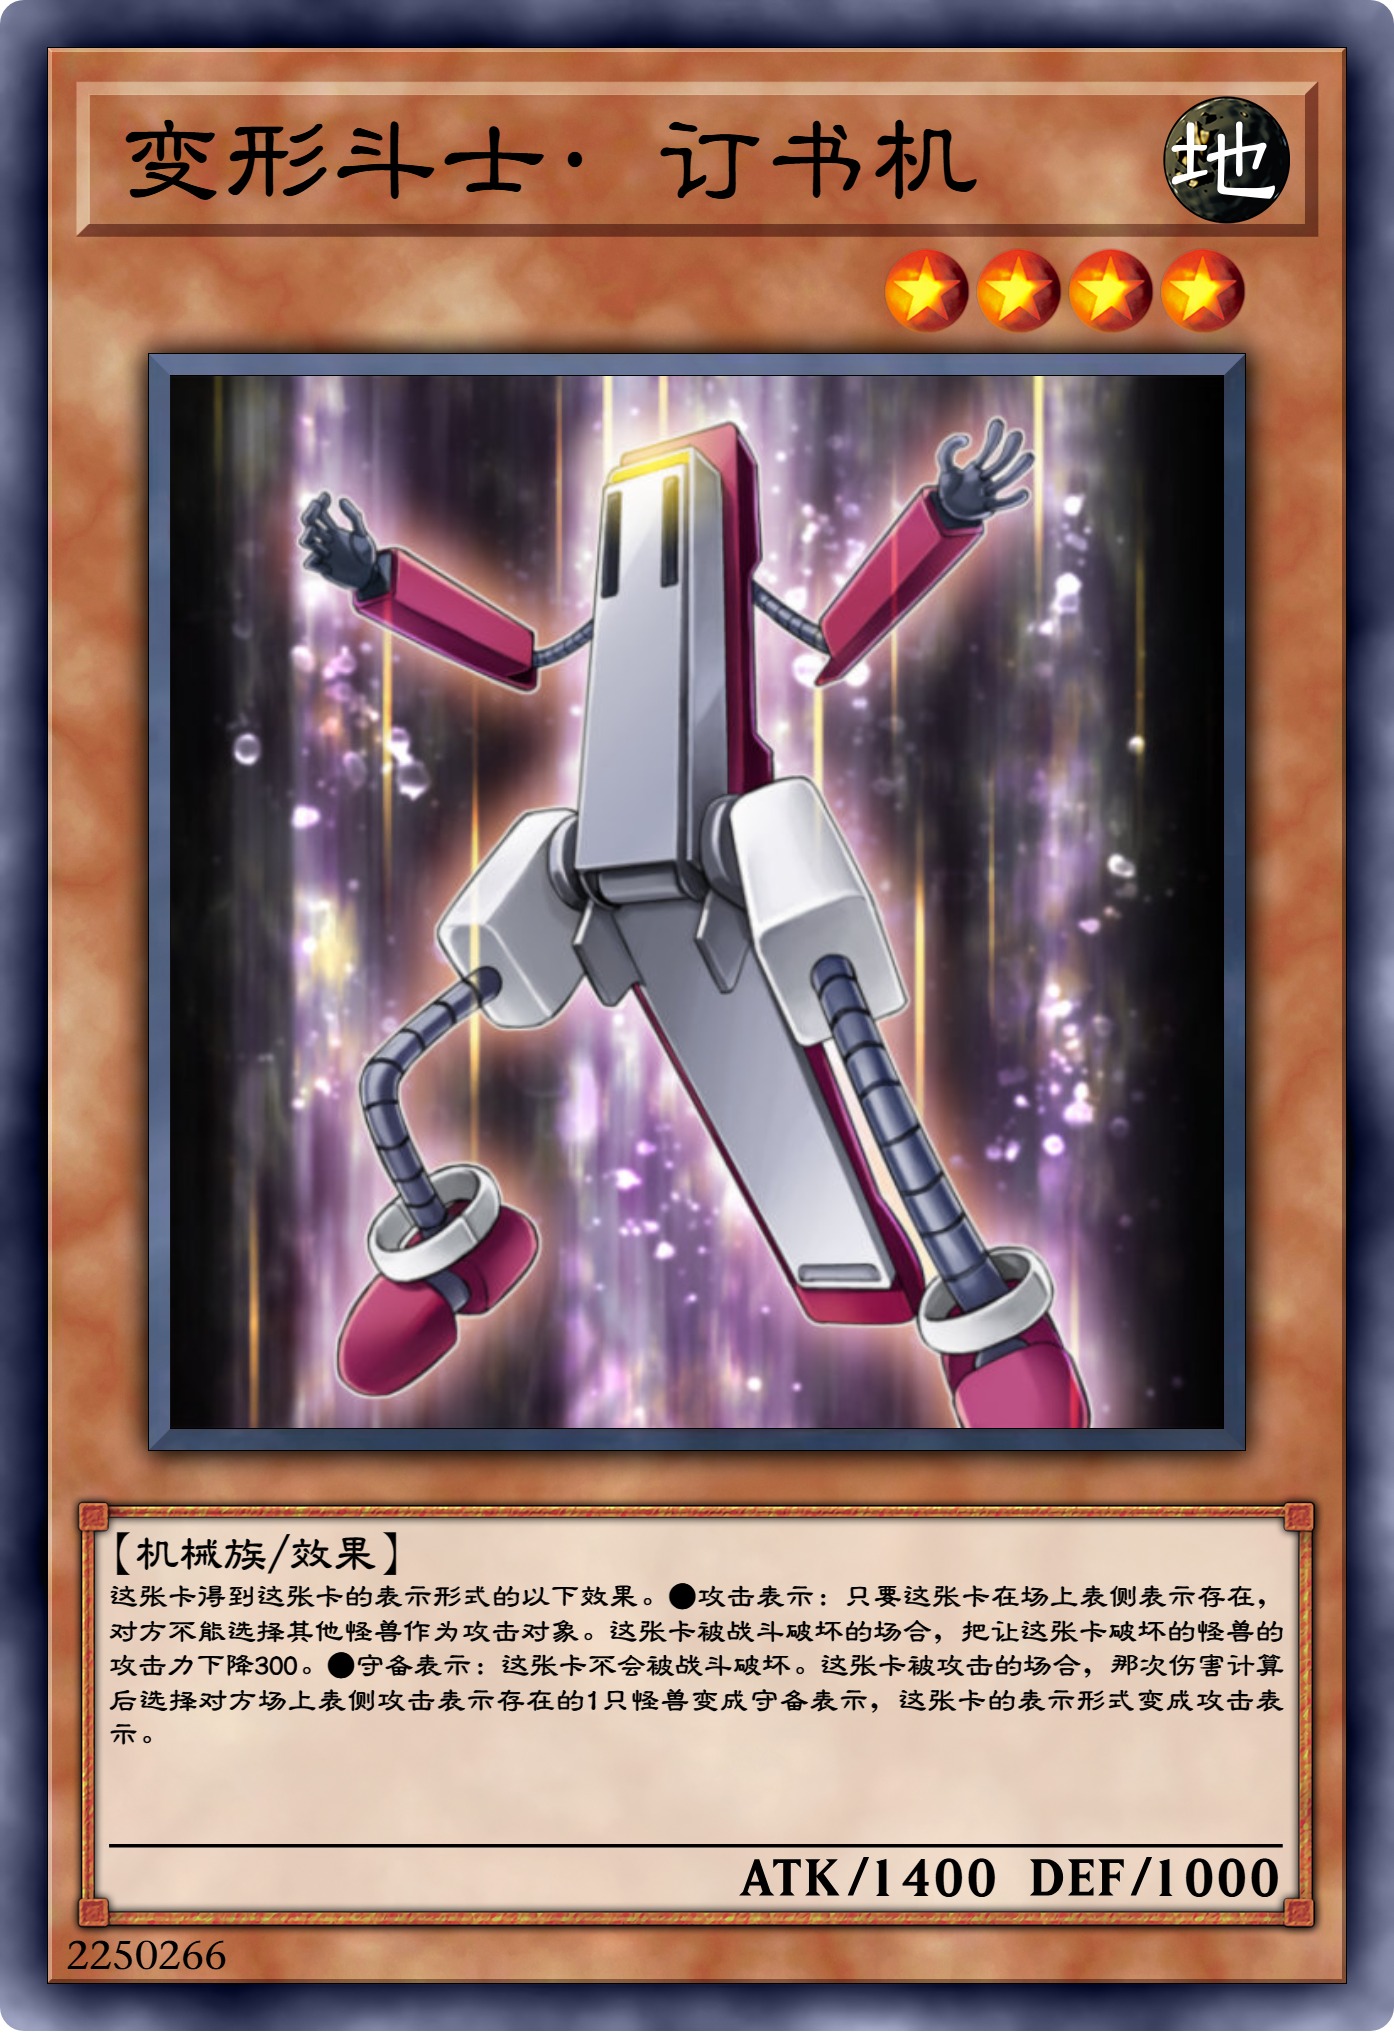 变形斗士·订书机
地
【机械族/效果】
这张卡得到这张卡的表示形式的以下效果。●攻击表示：只要这张卡在场上表侧表示存在，
对方不能选择其他怪兽作为攻击对象。这张卡被战斗破坏的场合，把让这张卡破坏的怪兽的
攻击力下降300。●守备表示：这张卡不会被战斗破坏。这张卡被攻击的场合，那次伤害计算
后选择对方场上表侧攻击表示存在的1只怪兽变成守备表示，这张卡的表示形式变成攻击表
示。
ATK/1400 DEF/1000
2250266